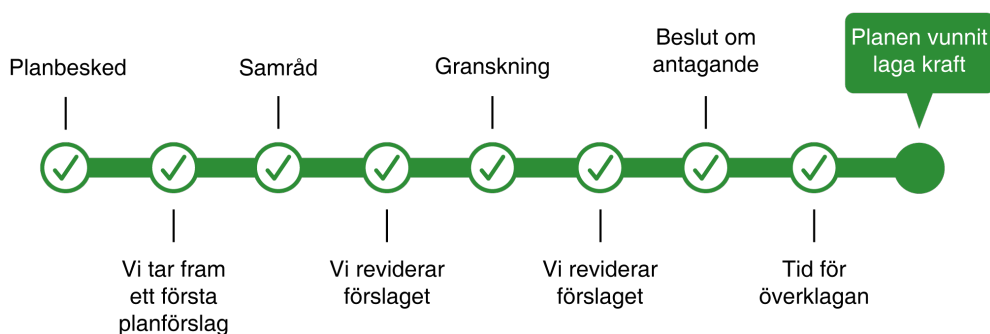 Planbesked
Vi tar fram
ett första
planförslag
Samråd
Vi reviderar
förslaget
Granskning
Vi reviderar
förslaget
Beslut om
antagande
Tid för
överklagan
Planen vunnit
laga kraft